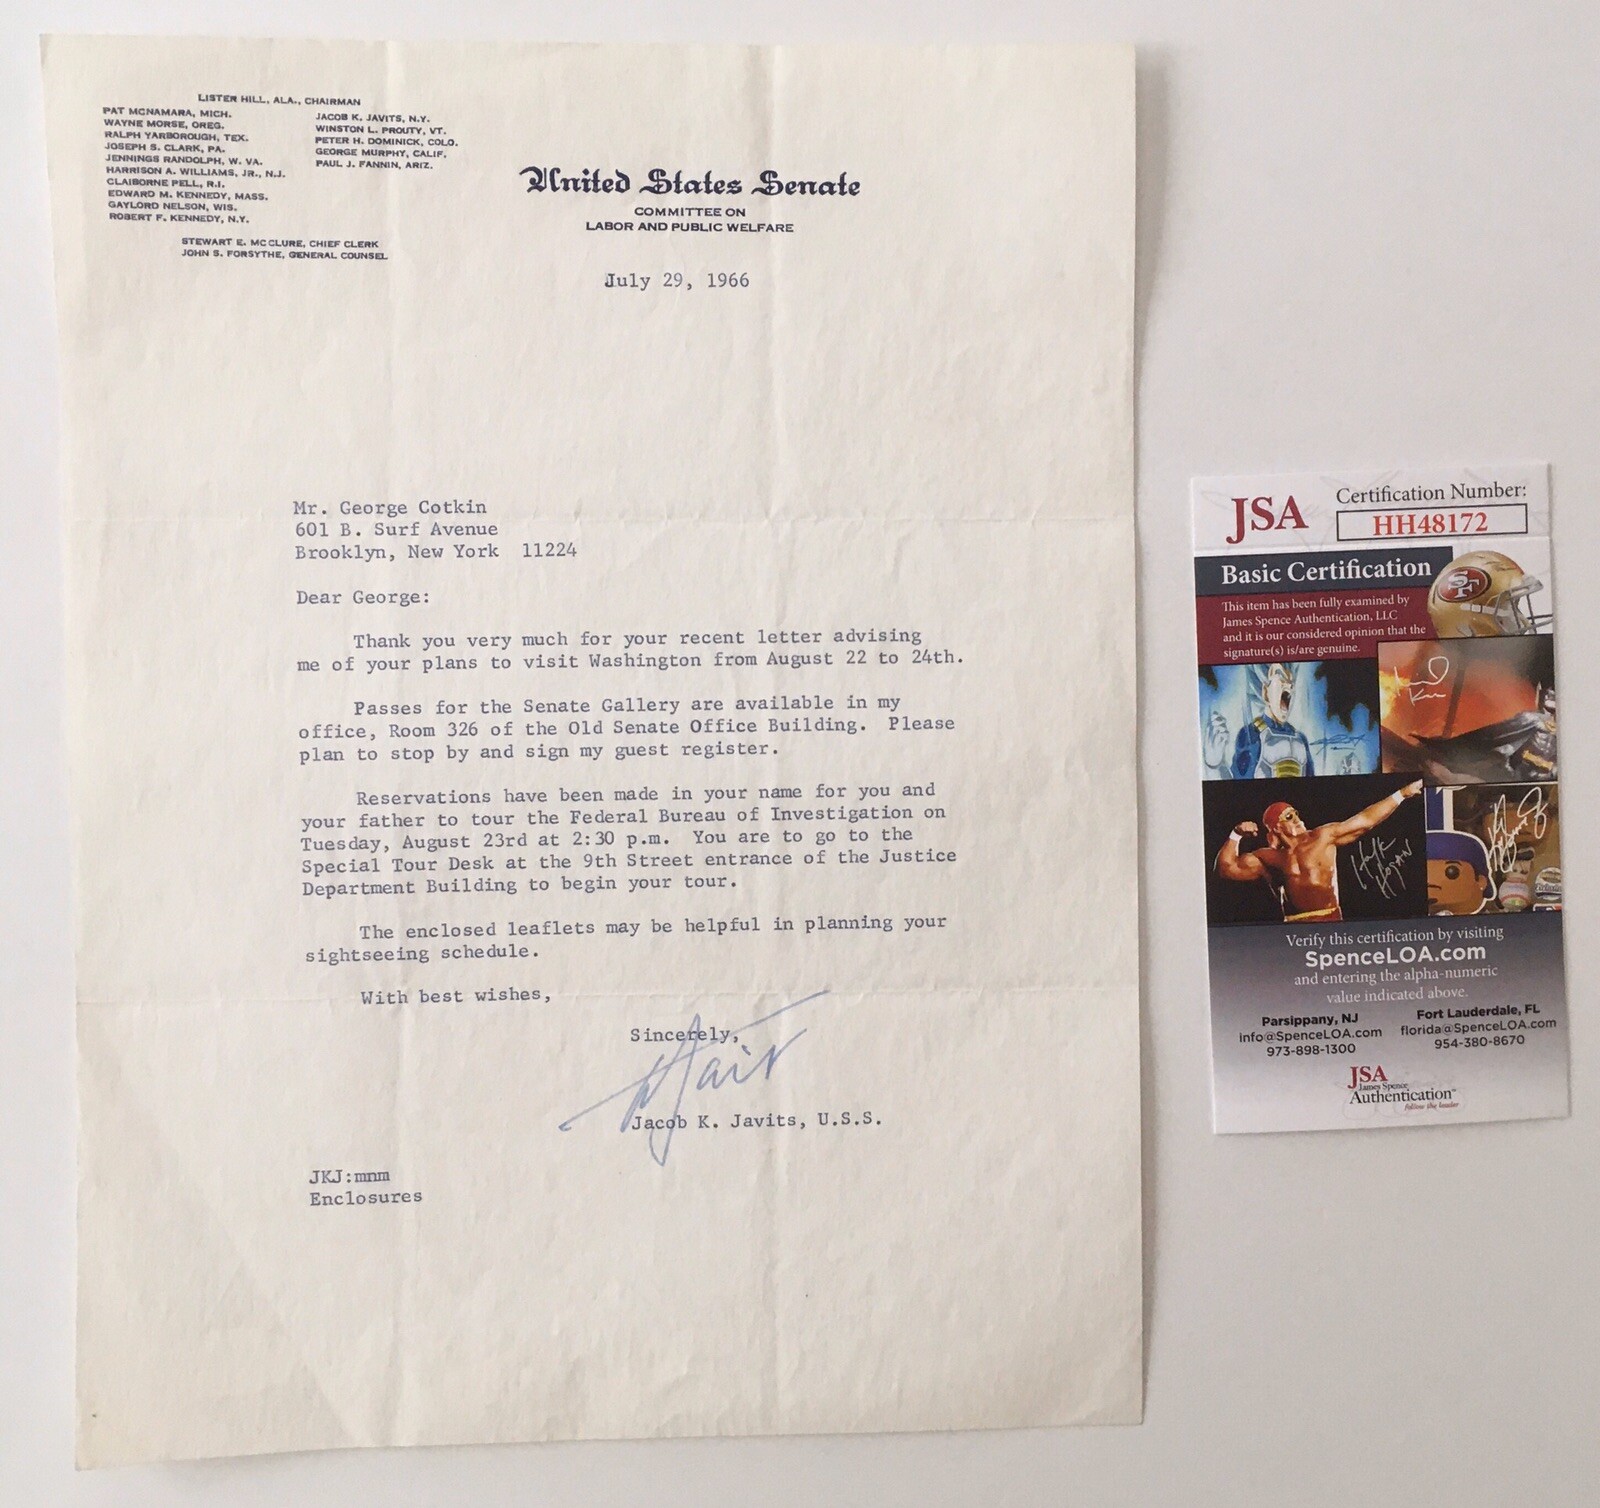 LISTER HILL, ALA., CHAIRMAN
PAT MCNAMARA, MICH.
WAYNE MORSE, OREG.
RALPH YARBOROUGH, TEX.
JOSEPH S. CLARK, PA.
JENNINGS RANDOLPH, W. VA.
HARRISON A. WILLIAMS, JR., N.J.
CLAIBORNE PELL, R.I.
EDWARD M. KENNEDY, MASS.
GAYLORD NELSON, WIS.
ROBERT F. KENNEDY, N.Y.
JACOB K. JAVITS, N.Y.
WINSTON L. PROUTY, VT.
PETER H. DOMINICK, COLO.
GEORGE MURPHY, CALIF.
PAUL J. FANNIN, ARIZ.
STEWART E. MCCLURE, CHIEF CLERK
JOHN S. FORSYTHE, GENERAL COUNSEL
United States Senate
COMMITTEE ON
LABOR AND PUBLIC WELFARE
July 29, 1966
Mr. George Cotkin
601 B. Surf Avenue
Brooklyn, New York 11224
Dear George:
Thank you very much for your recent letter advising
me of your plans to visit Washington from August 22 to 24th.
Passes for the Senate Gallery are available in my
office, Room 326 of the Old Senate Office Building. Please
plan to stop by and sign my guest register.
Reservations have been made in your name for you and
your father to tour the Federal Bureau of Investigation on
Tuesday, August 23rd at 2:30 p.m. You are to go to the
Special Tour Desk at the 9th Street entrance of the Justice
Department Building to begin your tour.
The enclosed leaflets may be helpful in planning your
sightseeing schedule.
With best wishes,
Sincerely,
Jacob K. Javits, U.S.S.
JKJ:mnm
Enclosures
JSA
Certification Number:
HH48172
Basic Certification
This item has been fully examined by
James Spence Authentication, LLC
and it is our considered opinion that the
signature(s) is/are genuine.
SF
Hulk
Hogan
Verify this certification by visiting
SpenceLOA.com
and entering the alpha-numeric
value indicated above.
Parsippany, NJ
info@SpenceLOA.com
973-898-1300
Fort Lauderdale, FL
florida@SpenceLOA.com
954-380-8670
JSA
James Spence
Authentication
follow the leader